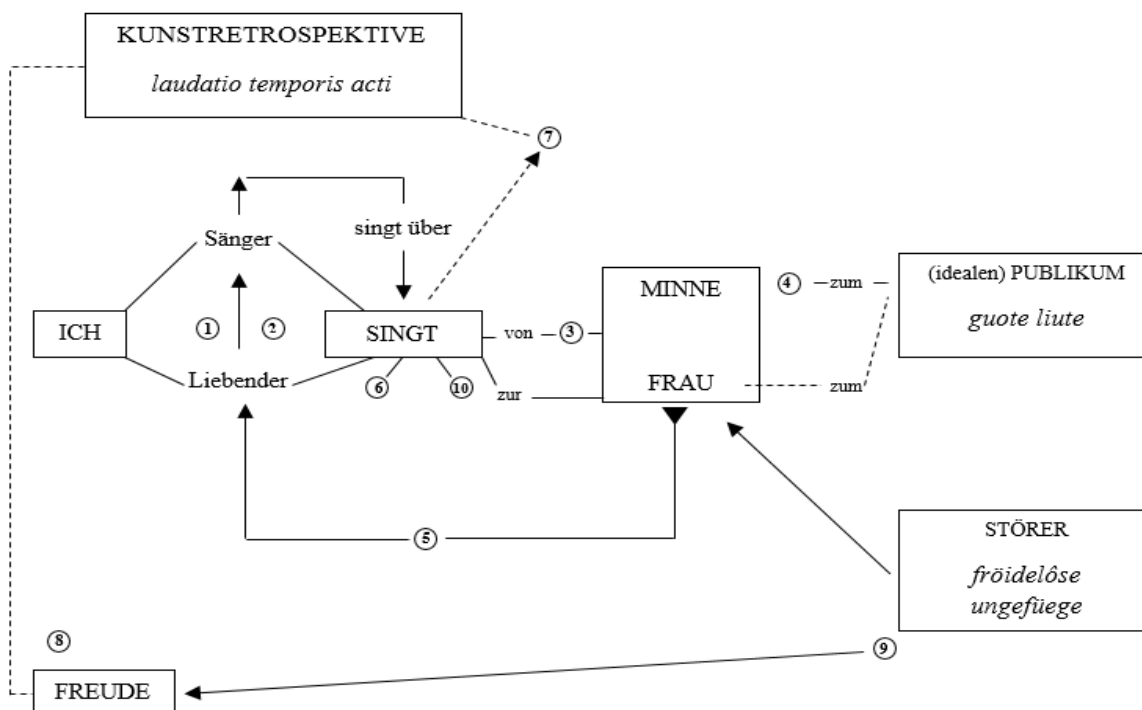 KUNSTRETROSPEKTIVE
laudatio temporis acti
7
singt über
Sänger
(idealen) PUBLIKUM
guote liute
MINNE
4 zum
ICH
1 2
SINGT
von 3
Liebender
6 10
zur
FRAU
zum
5
STÖRER
fröidelôse
ungefüege
8
9
FREUDE